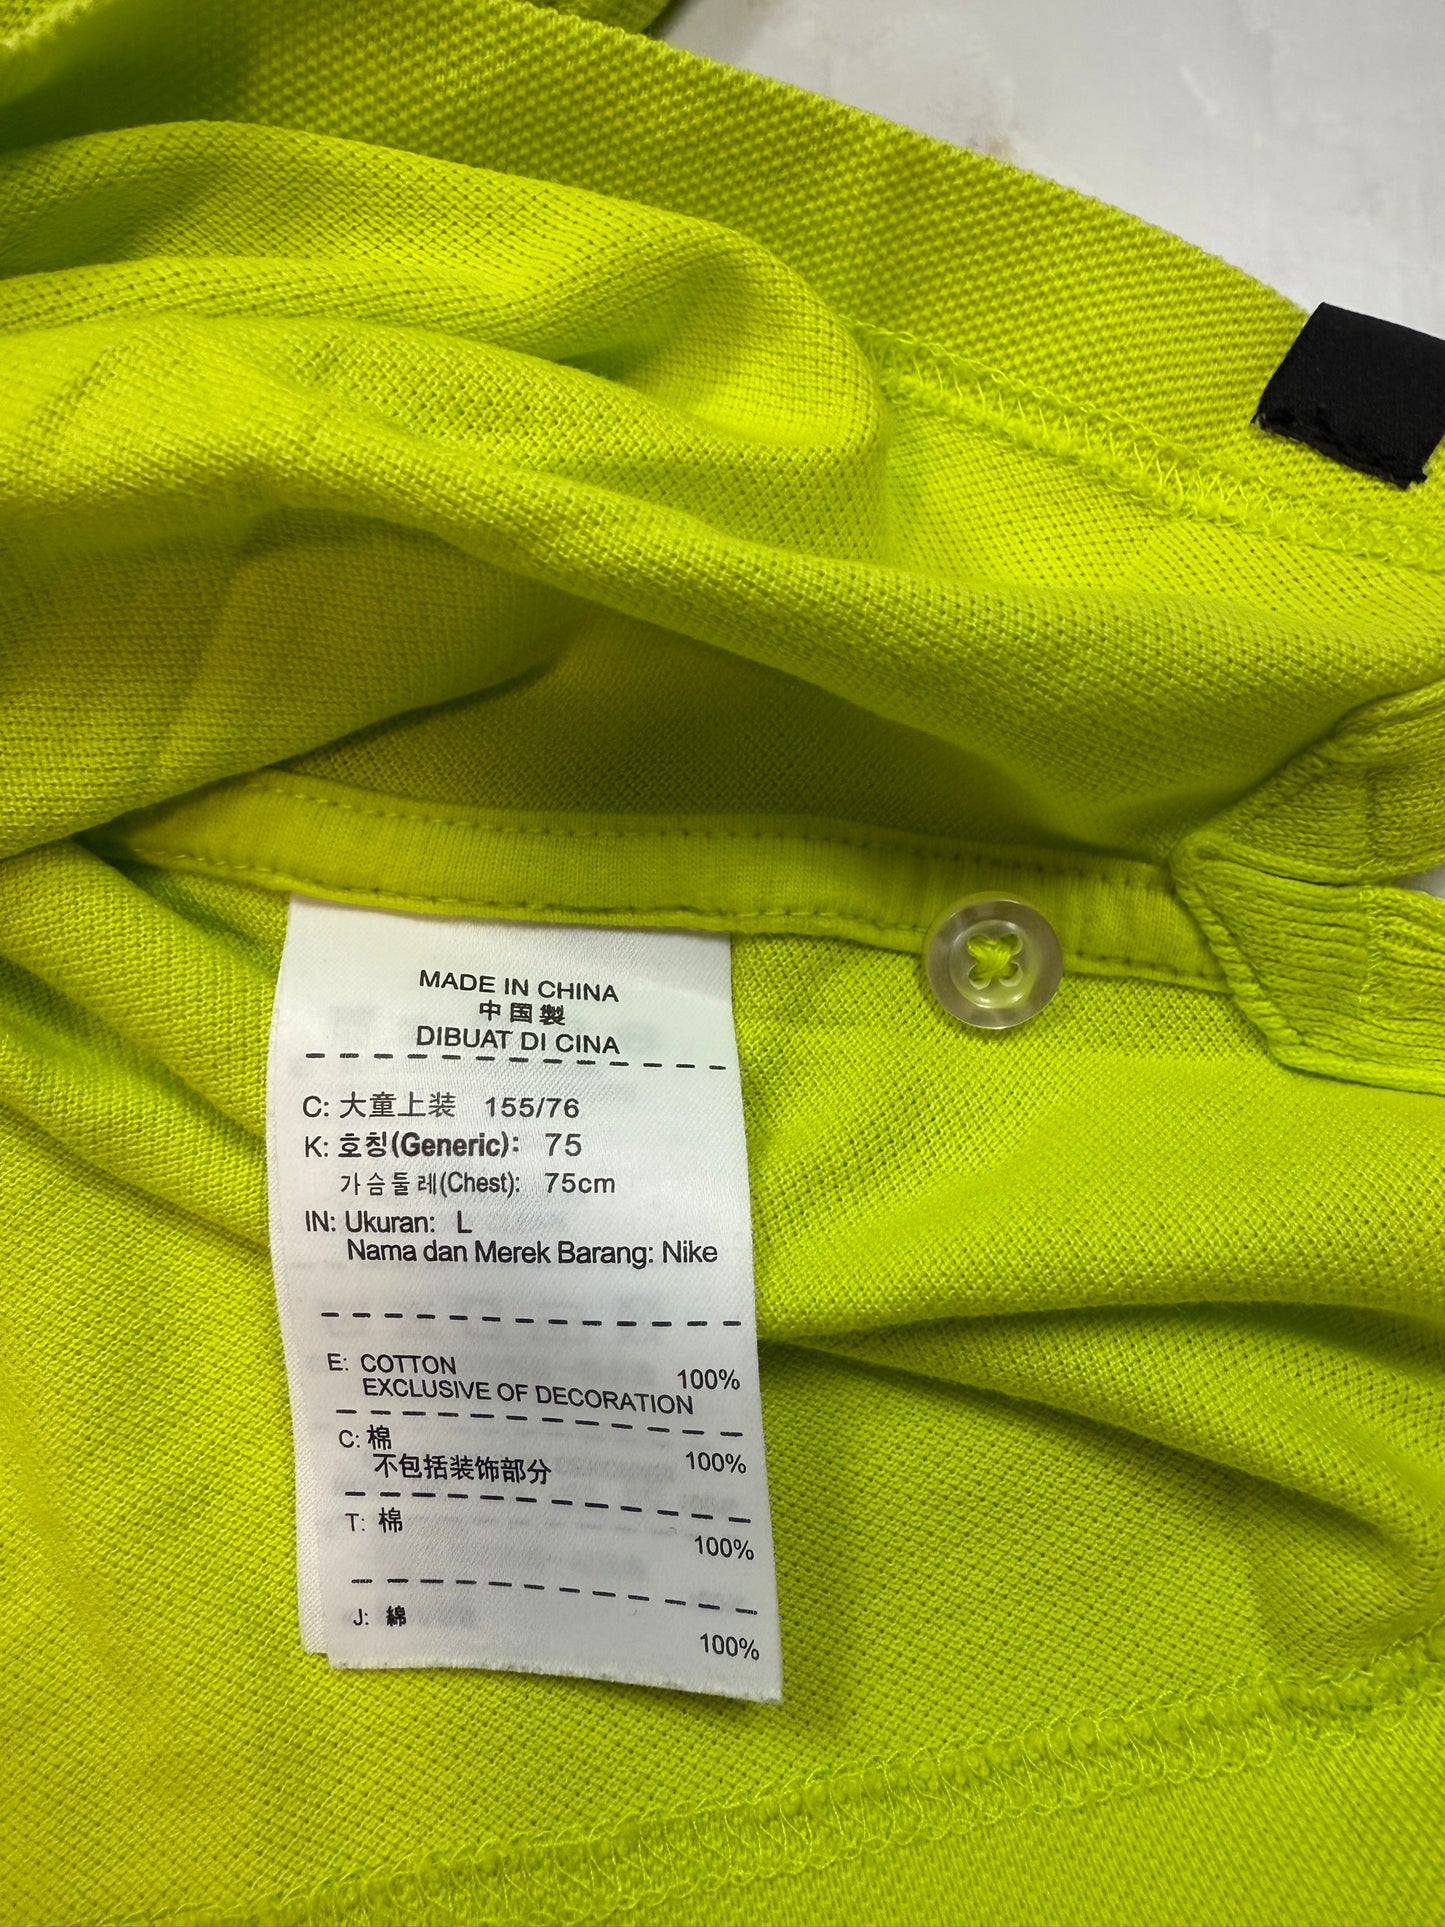 MADE IN CHINA
中国製
DIBUAT DI CINA
C: 大童上装 155/76
K: 호칭(Generic): 75
가슴둘레(Chest): 75cm
IN: Ukuran: L
Nama dan Merek Barang: Nike
E: COTTON 100%
EXCLUSIVE OF DECORATION
C: 棉 100%
不包括装饰部分
T: 棉 100%
J: 綿 100%